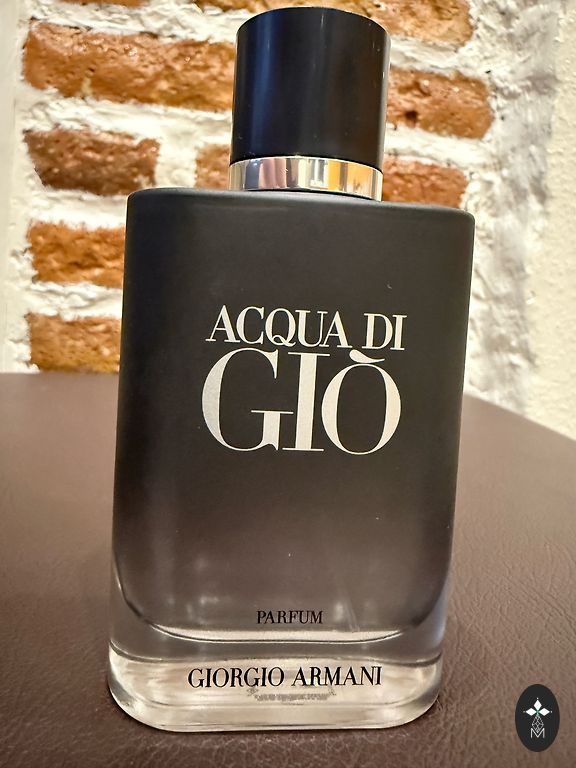 ACQUA DI
GIÒ
PARFUM
GIORGIO ARMANI
M